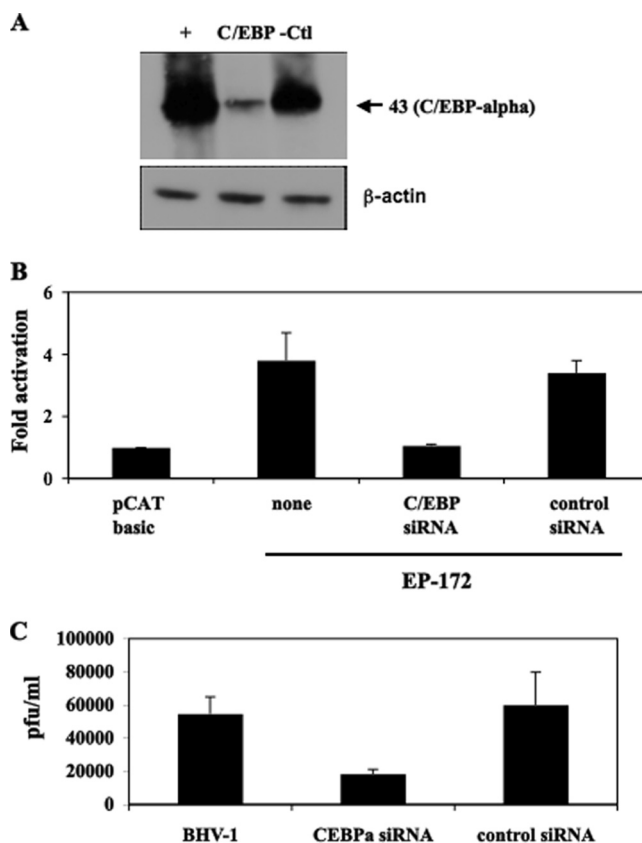 A
+ C/EBP -Ctl
43 (C/EBP-alpha)
β-actin
B
Fold activation
6
4
2
0
pCAT basic
none
C/EBP siRNA
control siRNA
EP-172
C
pfu/ml
100000
80000
60000
40000
20000
0
BHV-1
CEBPa siRNA
control siRNA